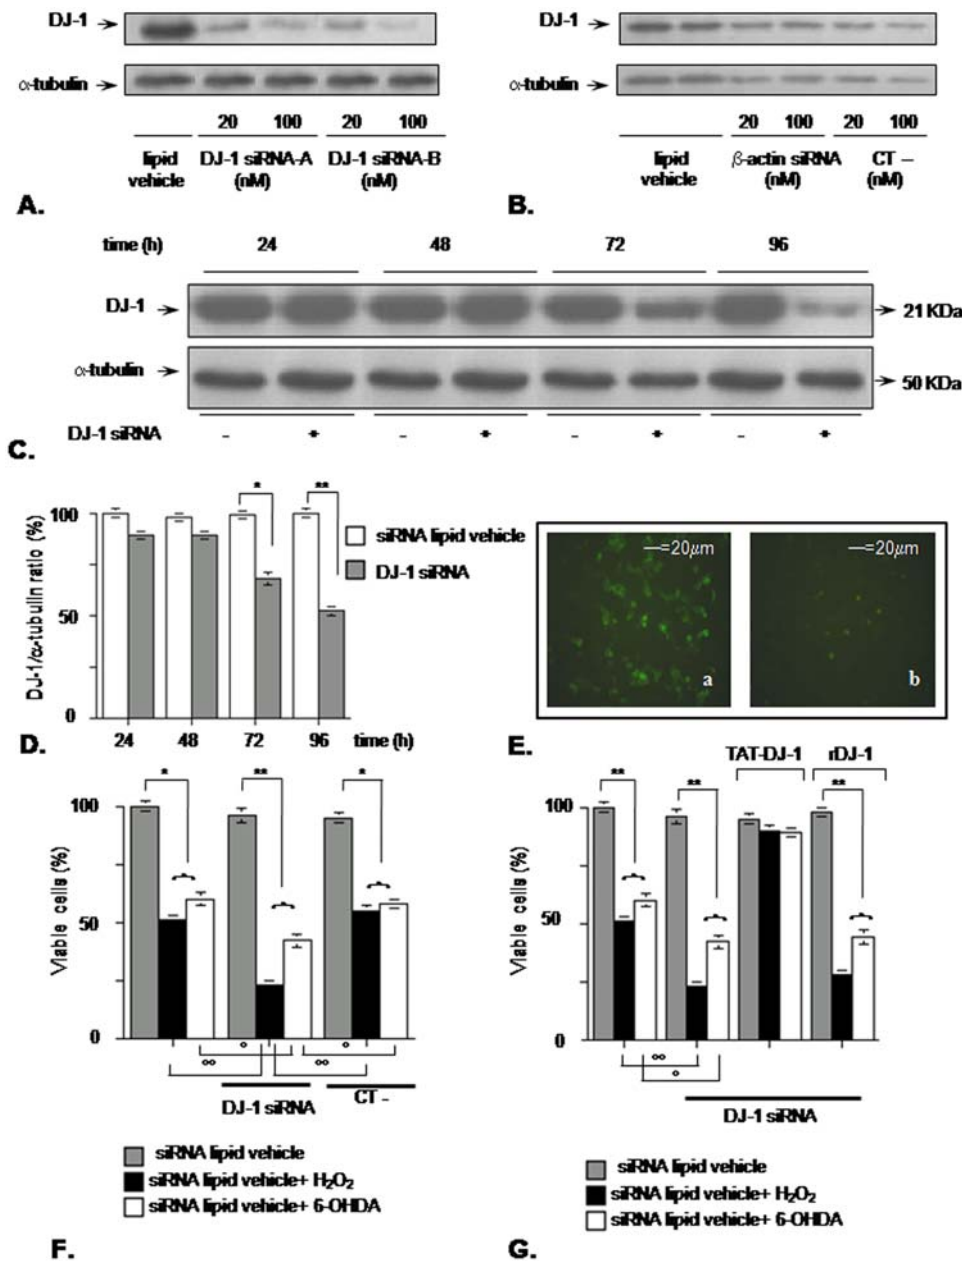 DJ-1
α-tubulin
20 100 20 100
lipid vehicle
DJ-1 siRNA-A (nM)
DJ-1 siRNA-B (nM)
A.
DJ-1
α-tubulin
20 100 20 100
lipid vehicle
β-actin siRNA (nM)
CT – (nM)
B.
time (h) 24 48 72 96
DJ-1
21 KDa
α-tubulin
50 KDa
DJ-1 siRNA - + - + - + - +
C.
DJ-1/α-tubulin ratio (%)
100
50
0
* **
siRNA lipid vehicle
DJ-1 siRNA
24 48 72 96 time (h)
D.
=20μm
a
=20μm
b
E.
Viable cells (%)
100
50
0
* ** *
* * *
° °
°° °°
DJ-1 siRNA
CT -
siRNA lipid vehicle
siRNA lipid vehicle+ H₂O₂
siRNA lipid vehicle+ 6-OHDA
F.
TAT-DJ-1
rDJ-1
Viable cells (%)
100
50
0
** ** **
* * *
°°
°
DJ-1 siRNA
siRNA lipid vehicle
siRNA lipid vehicle+ H₂O₂
siRNA lipid vehicle+ 6-OHDA
G.